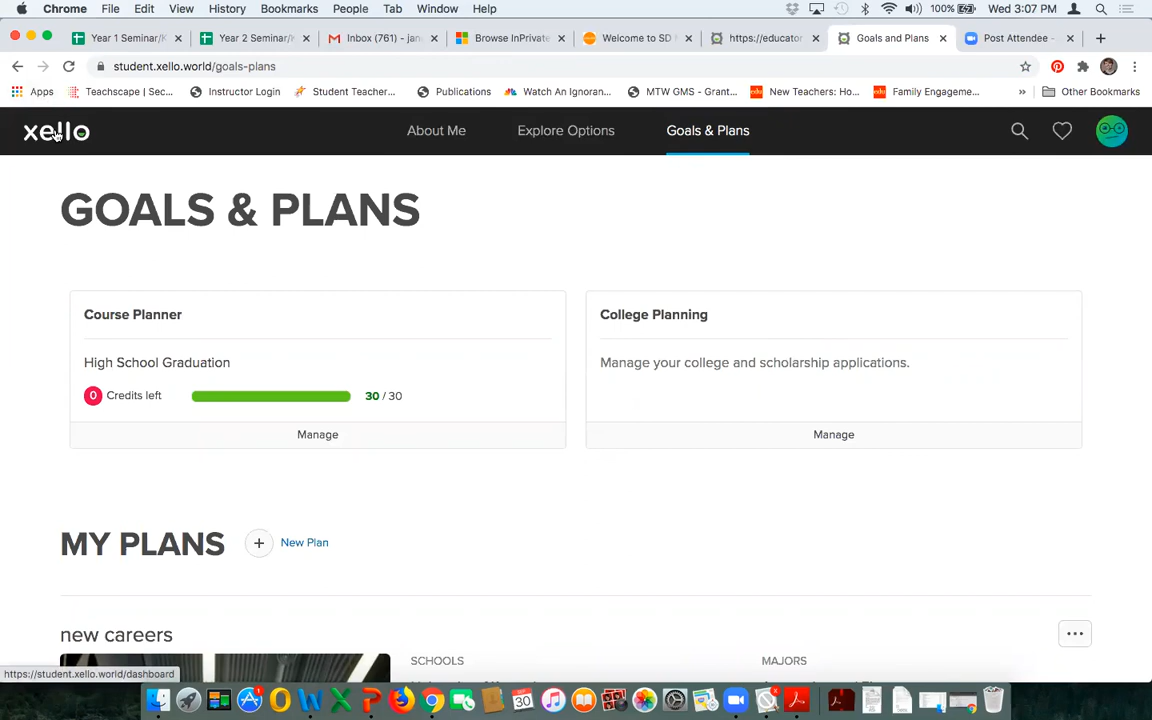 Chrome File Edit View History Bookmarks People Tab Window Help 100% Wed 3:07 PM
Year 1 Seminar/K Year 2 Seminar/K Inbox (761) - jan Browse InPrivate Welcome to SD https://educator Goals and Plans Post Attendee -
student.xello.world/goals-plans
Apps Teachscape | Sec... Instructor Login Student Teacher... Publications Watch An Ignoran... MTW GMS - Grant... New Teachers: Ho... Family Engageme... » Other Bookmarks
xello About Me Explore Options Goals & Plans
GOALS & PLANS
Course Planner
High School Graduation
0 Credits left 30 / 30
Manage
College Planning
Manage your college and scholarship applications.
Manage
MY PLANS + New Plan
new careers
SCHOOLS MAJORS
https://student.xello.world/dashboard